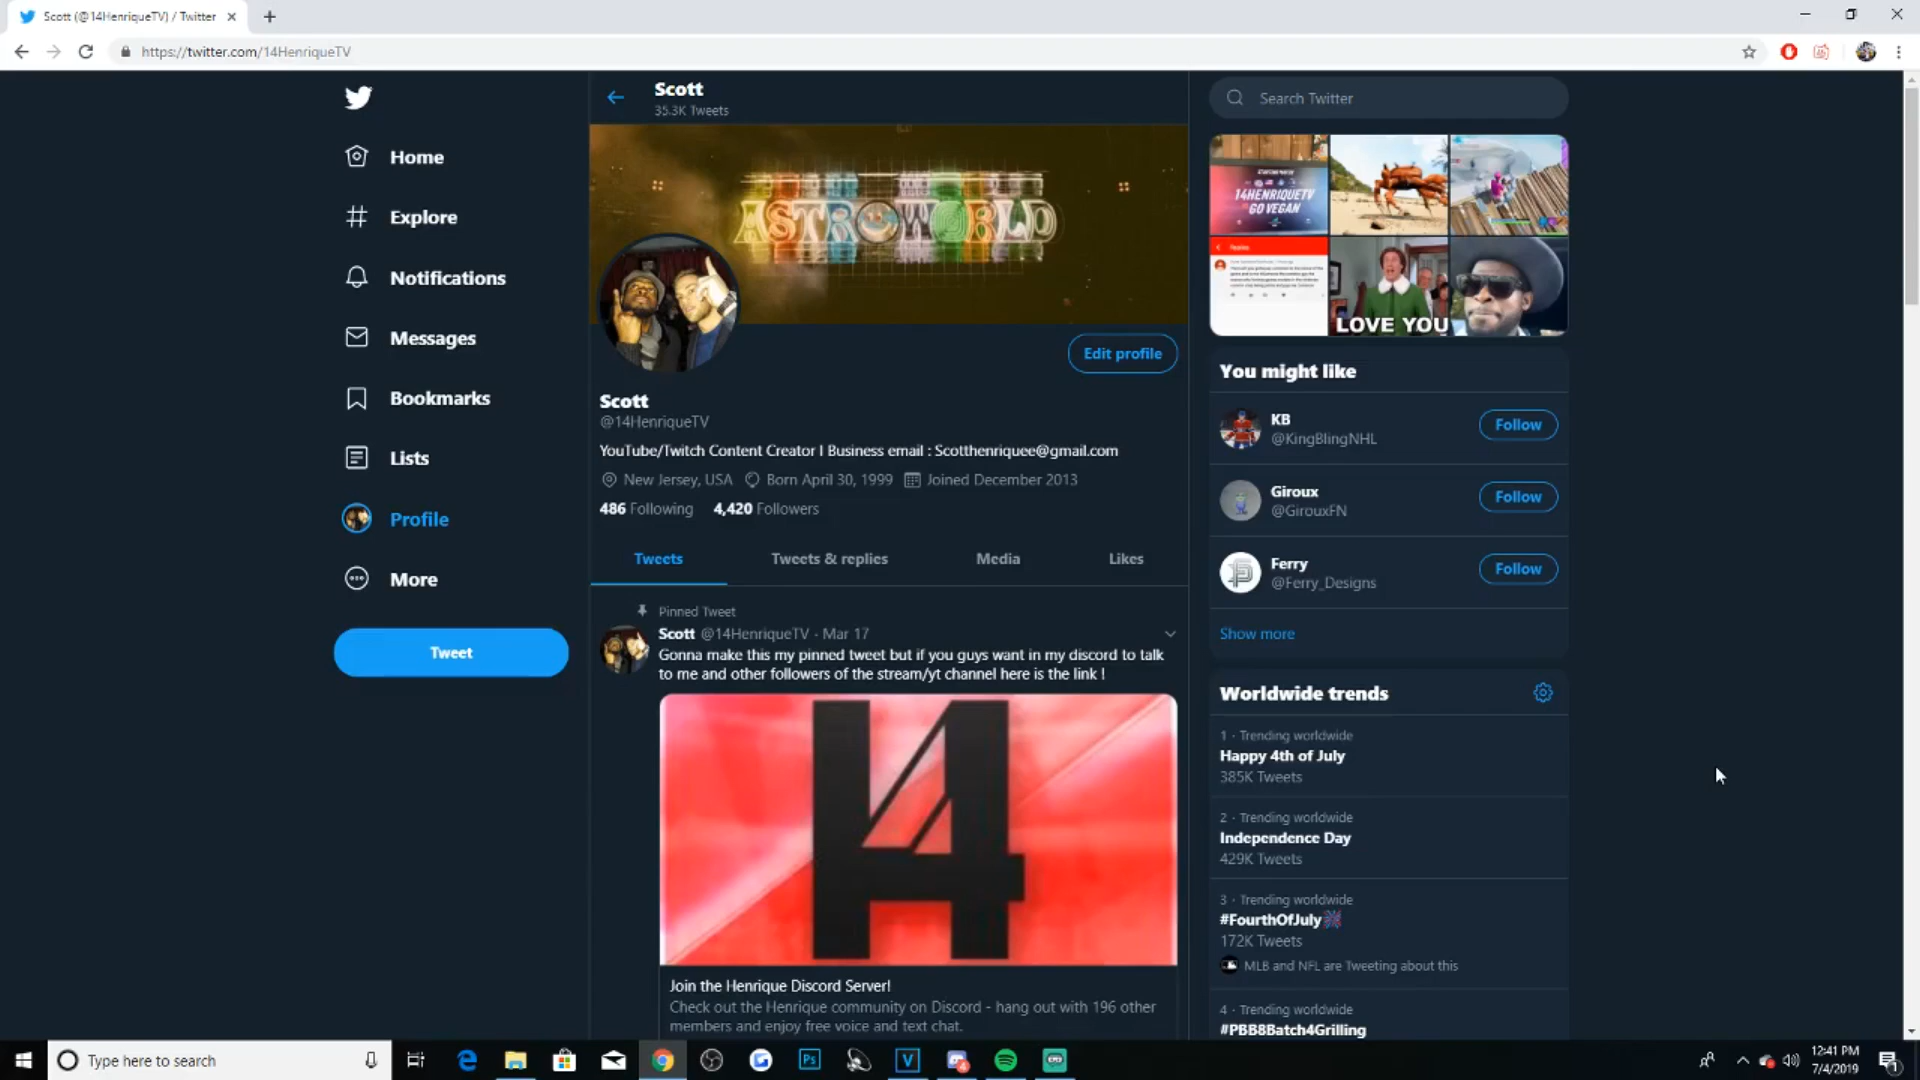 Scott (@14HenriqueTV) / Twitter
https://twitter.com/14HenriqueTV
Home
Explore
Notifications
Messages
Bookmarks
Lists
Profile
More
Tweet
Scott
35.3K Tweets
ASTROWORLD
Edit profile
Scott
@14HenriqueTV
YouTube/Twitch Content Creator I Business email : Scotthenriquee@gmail.com
New Jersey, USA Born April 30, 1999 Joined December 2013
486 Following 4,420 Followers
Tweets Tweets & replies Media Likes
Pinned Tweet
Scott @14HenriqueTV · Mar 17
Gonna make this my pinned tweet but if you guys want in my discord to talk
to me and other followers of the stream/yt channel here is the link !
H4
Join the Henrique Discord Server!
Check out the Henrique community on Discord - hang out with 196 other
members and enjoy free voice and text chat.
Search Twitter
14HENRIQUETV
GO VEGAN
LOVE YOU
You might like
KB
@KingBlingNHL
Follow
Giroux
@GirouxFN
Follow
Ferry
@Ferry_Designs
Follow
Show more
Worldwide trends
1 · Trending worldwide
Happy 4th of July
385K Tweets
2 · Trending worldwide
Independence Day
429K Tweets
3 · Trending worldwide
#FourthOfJuly
172K Tweets
MLB and NFL are Tweeting about this
4 · Trending worldwide
#PBB8Batch4Grilling
Type here to search
Ps
V
12:41 PM
7/4/2019
1